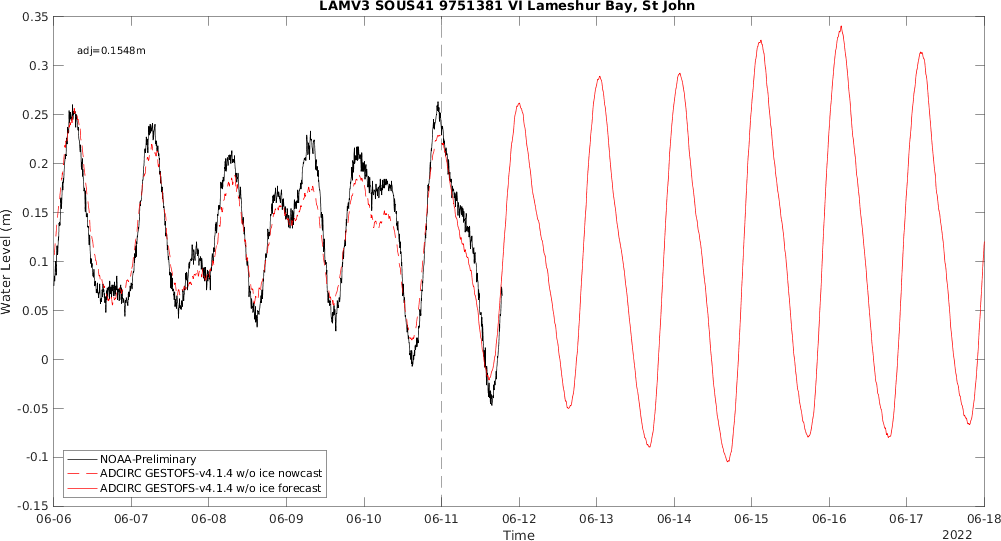 LAMV3 SOUS41 9751381 VI Lameshur Bay, St John
0.35
adj=0.1548m
0.3
0.25
0.2
0.15
0.1
0.05
0
-0.05
-0.1
-0.15
Water Level (m)
NOAA-Preliminary
ADCIRC GESTOFS-v4.1.4 w/o ice nowcast
ADCIRC GESTOFS-v4.1.4 w/o ice forecast
06-06 06-07 06-08 06-09 06-10 06-11 06-12 06-13 06-14 06-15 06-16 06-17 06-18
Time
2022